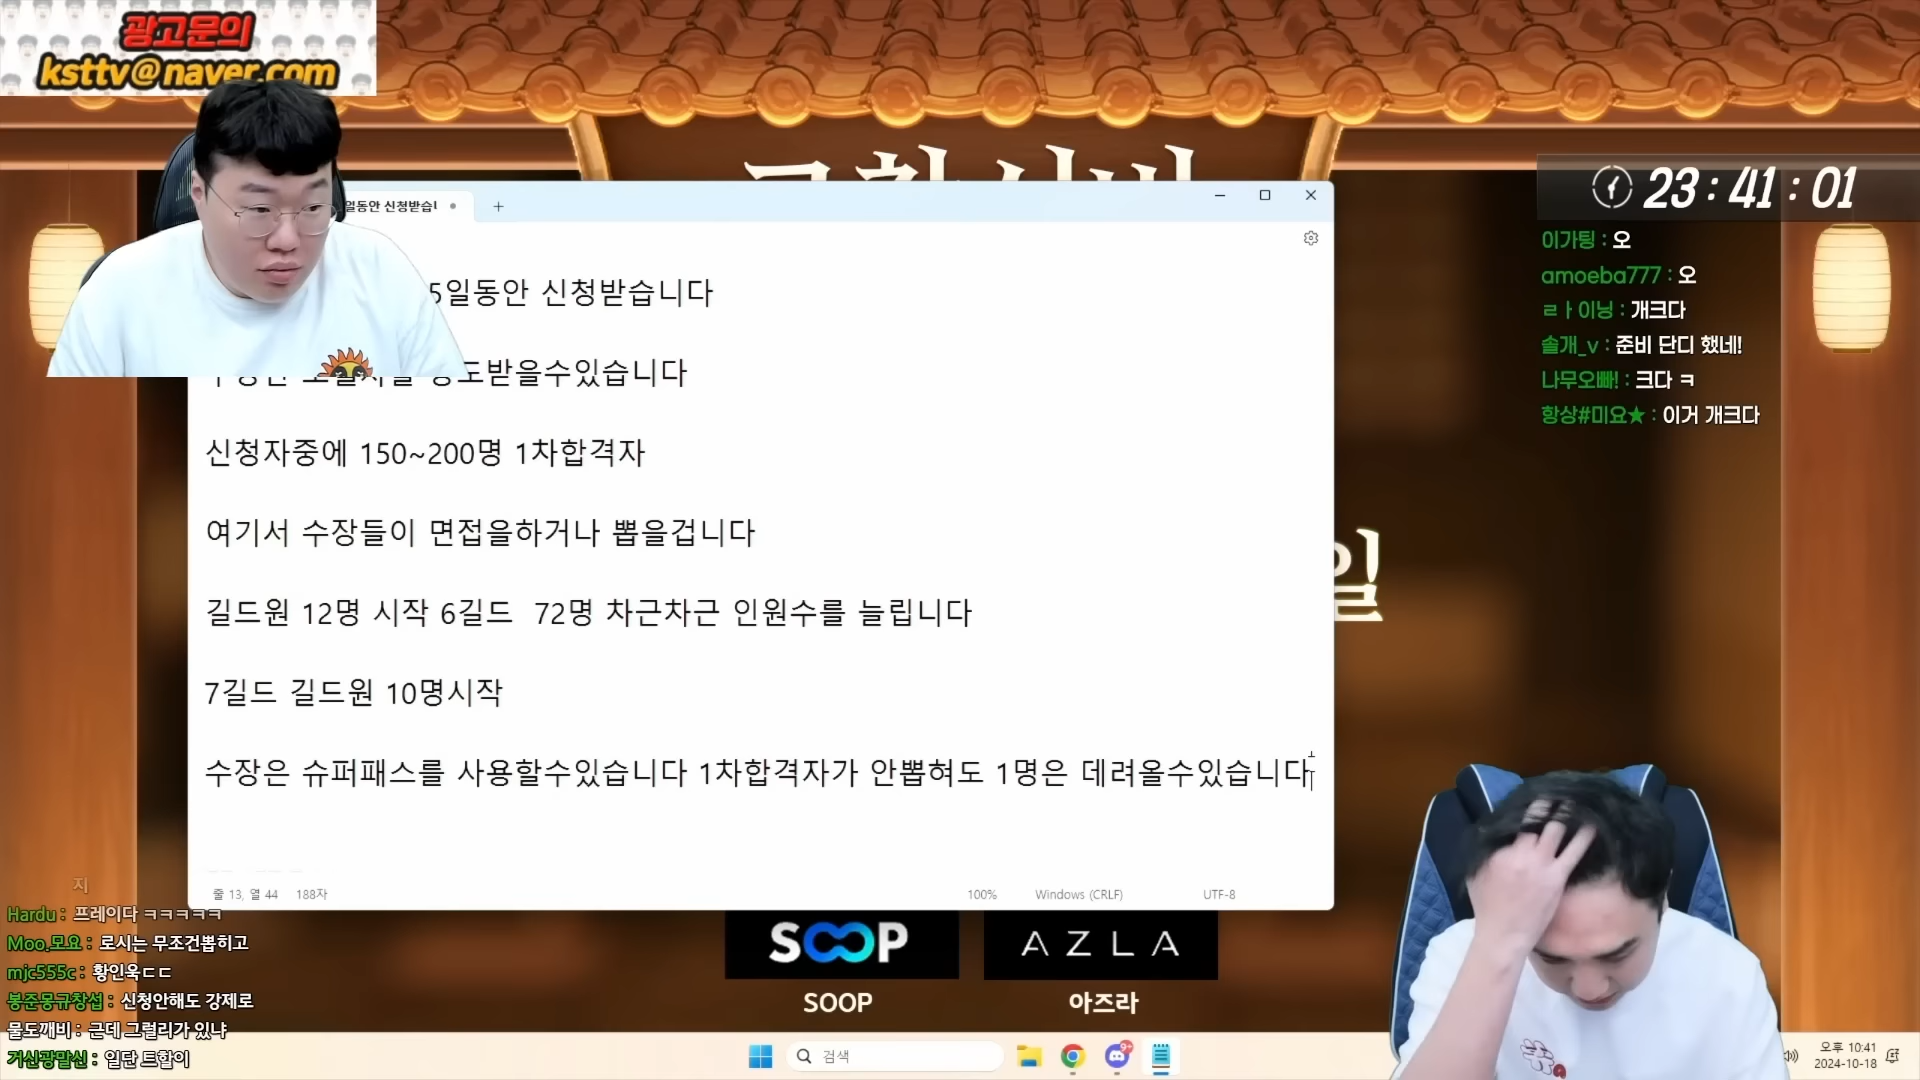 광고문의
ksttv@naver.com
일동안 신청받습
23 : 41 : 01
이가팅 : 오
amoeba777 : 오
ㄹㅏ이닝 : 개크다
솔개_v : 준비 단디 했네!
나무오빠! : 크다 ㅋ
항상#미요★ : 이거 개크다
5일동안 신청받습니다
받을수있습니다
신청자중에 150~200명 1차합격자
여기서 수장들이 면접을하거나 뽑을겁니다
길드원 12명 시작 6길드  72명 차근차근 인원수를 늘립니다
7길드 길드원 10명시작
수장은 슈퍼패스를 사용할수있습니다 1차합격자가 안뽑혀도 1명은 데려올수있습니다
일
줄 13, 열 44
188자
100%
Windows (CRLF)
UTF-8
지
Hardu : 프레이다 ㅋㅋㅋㅋㅋ
Moo.모요 : 로시는 무조건뽑히고
mjc555c : 황인욱ㄷㄷ
봉준몽규창섭 : 신청안해도 강제로
물도깨비 : 근데 그럴리가 있냐
거신광말신 : 일단 트할이
SOOP
AZLA
SOOP
아즈라
검색
9+
오후 10:41
2024-10-18